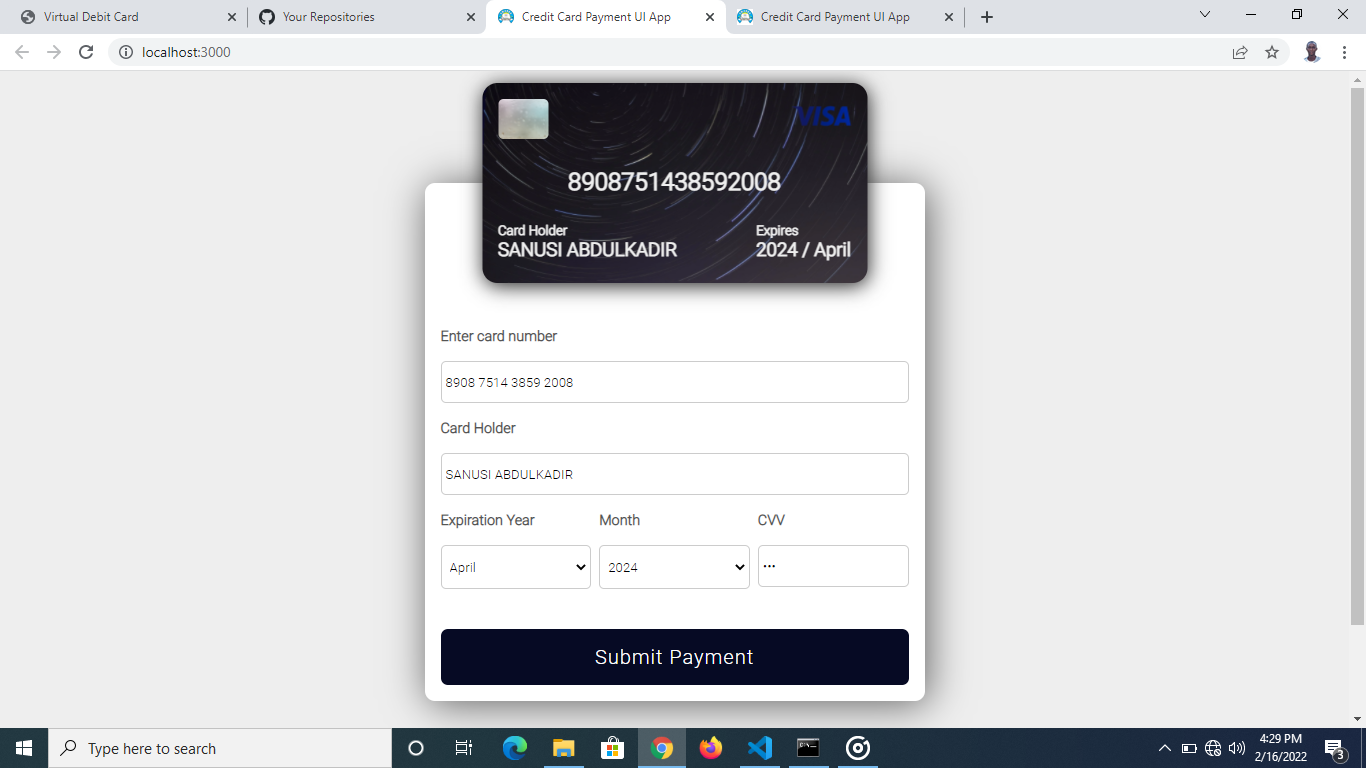 Virtual Debit Card
Your Repositories
Credit Card Payment UI App
Credit Card Payment UI App
localhost:3000
VISA
8908751438592008
Card Holder Expires
SANUSI ABDULKADIR 2024 / April
Enter card number
8908 7514 3859 2008
Card Holder
SANUSI ABDULKADIR
Expiration Year Month CVV
April 2024 •••
Submit Payment
Type here to search
4:29 PM
2/16/2022
3